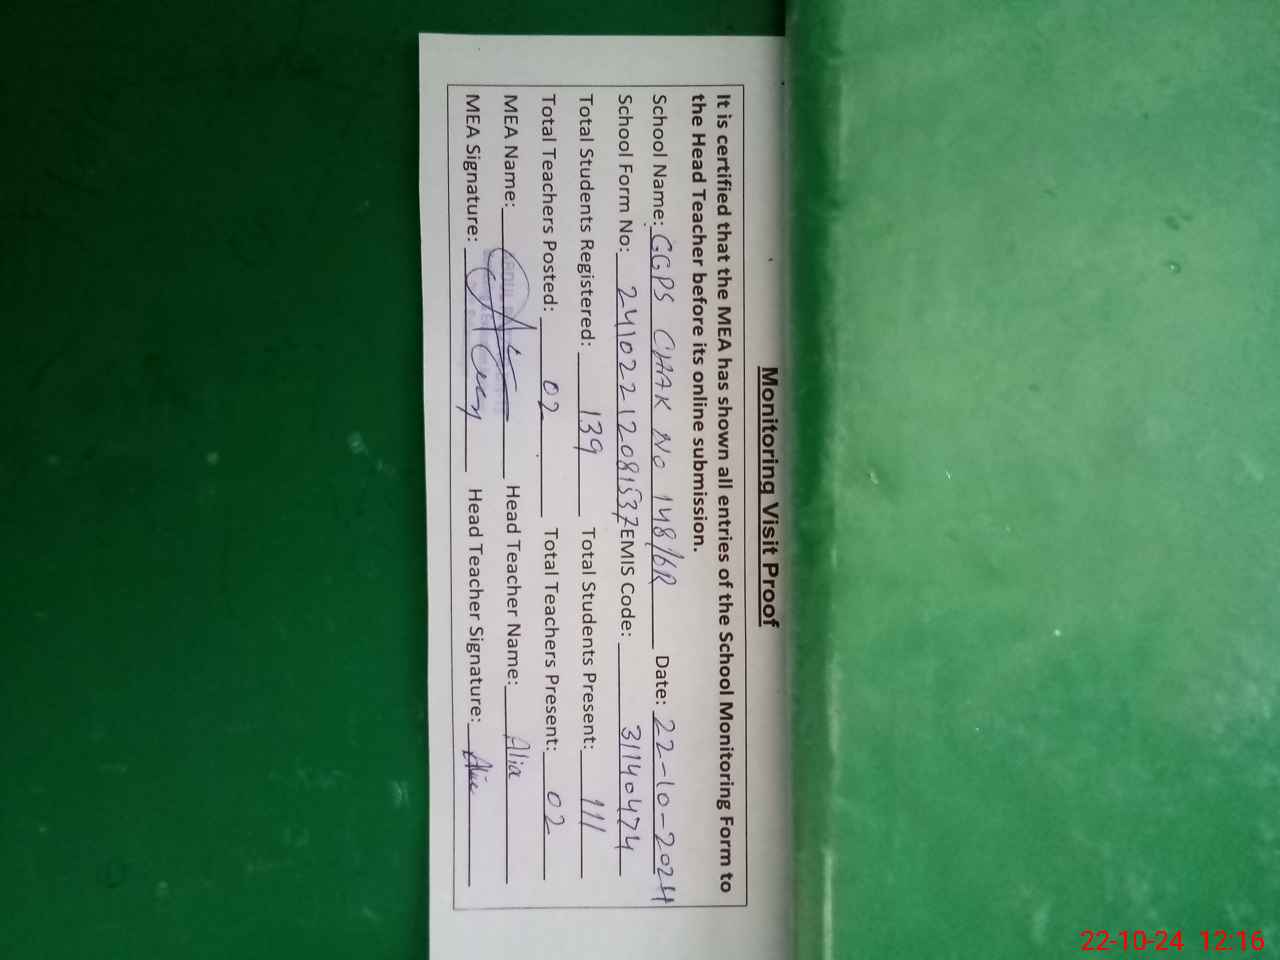 Monitoring Visit Proof
It is certified that the MEA has shown all entries of the School Monitoring Form to
the Head Teacher before its online submission.
School Name: GGPS CHAK No 148/6R Date: 22-10-2024
School Form No: 24102212081537 EMIS Code: 31140474
Total Students Registered: 139 Total Students Present: 111
Total Teachers Posted: 02 Total Teachers Present: 02
MEA Name: Head Teacher Name: Alia
MEA Signature: Head Teacher Signature: Alia
22-10-24 12:16